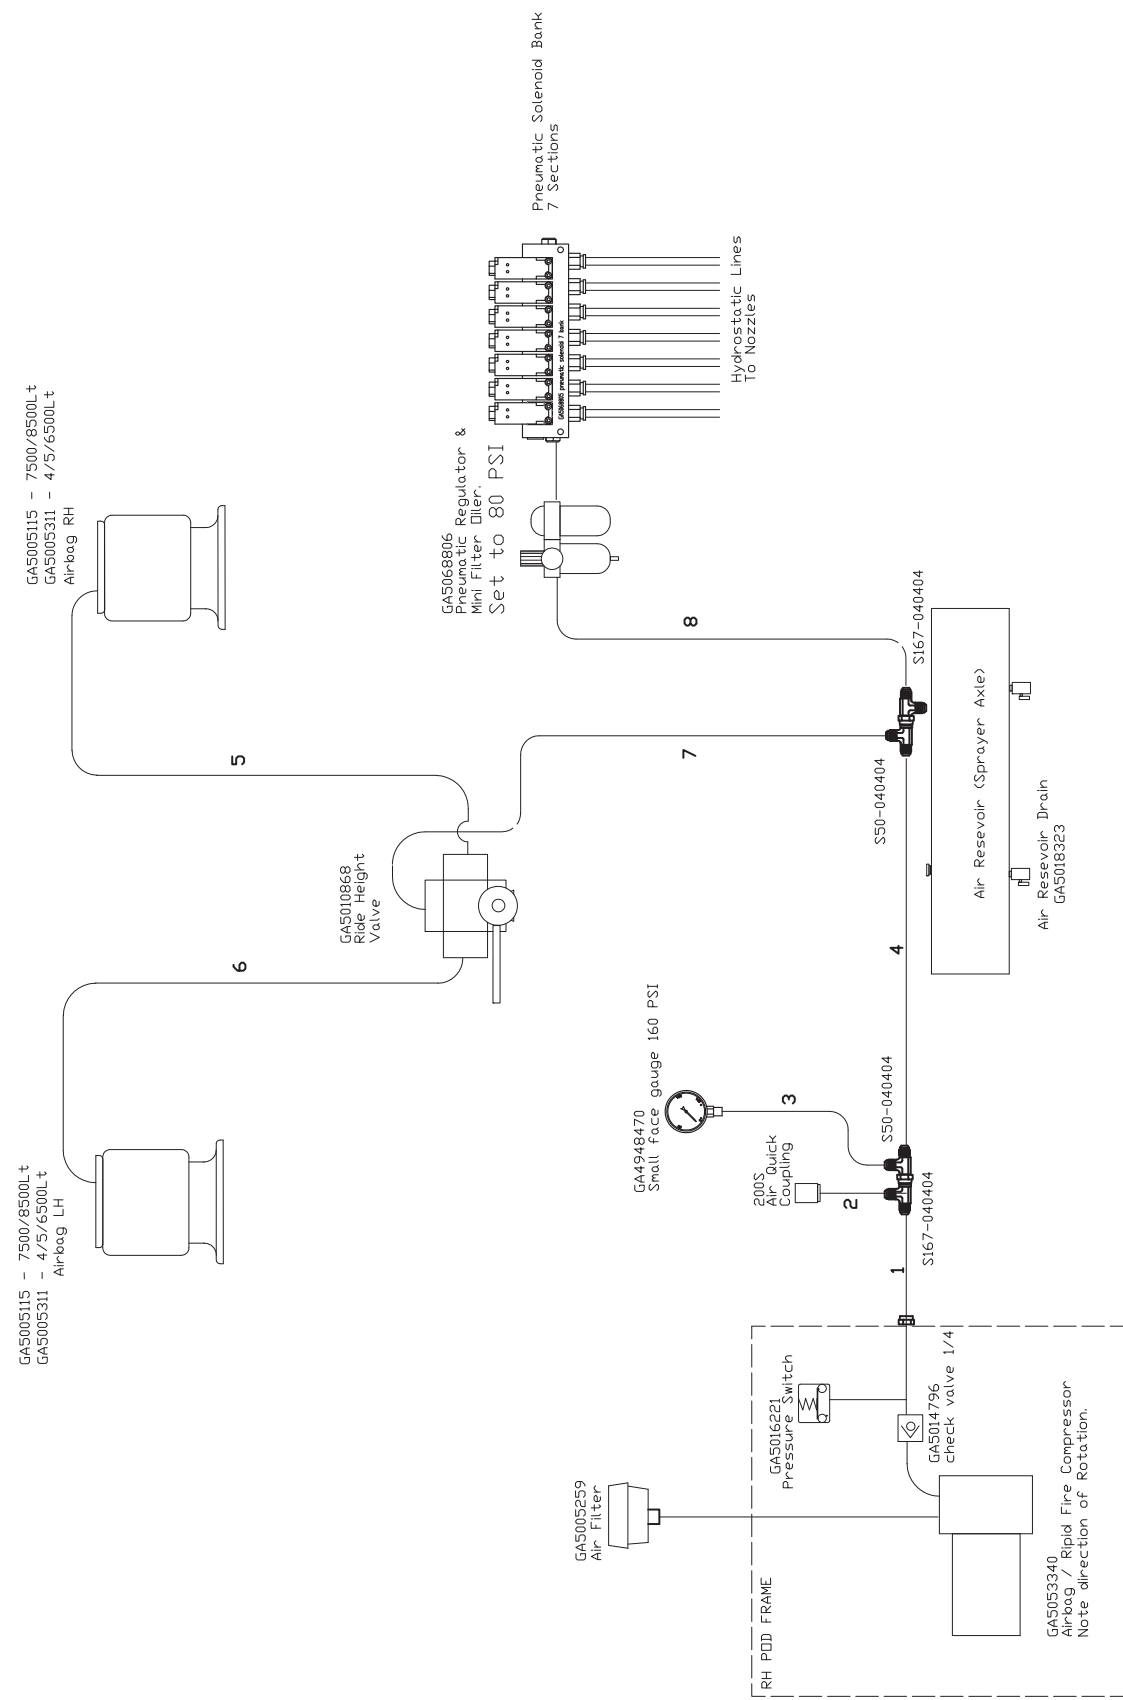 GA5005115 - 7500/8500Lt
GA5005311 - 4/5/6500Lt
Airbag LH
GA5005115 - 7500/8500Lt
GA5005311 - 4/5/6500Lt
Airbag RH
6
5
GA5010868
Ride Height
Valve
GA5068806
Pneumatic Regulator &
Mini Filter Oiler.
Set to 80 PSI
Pneumatic Solenoid Bank
7 Sections
GA5068805 pneumatic solenoid 7 bank
Hydrostatic Lines
To Nozzles
GA5005259
Air Filter
GA4948470
Small face gauge 160 PSI
3
7
8
RH POD FRAME
GA5016221
Pressure Switch
200S
Air Quick
Coupling
2
1
4
S50-040404
S50-040404
S167-040404
S167-040404
GA5014796
check valve 1/4
Air Resevoir (Sprayer Axle)
Air Resevoir Drain
GA5018323
GA5053340
Airbag / Ripid Fire Compressor
Note direction of Rotation.